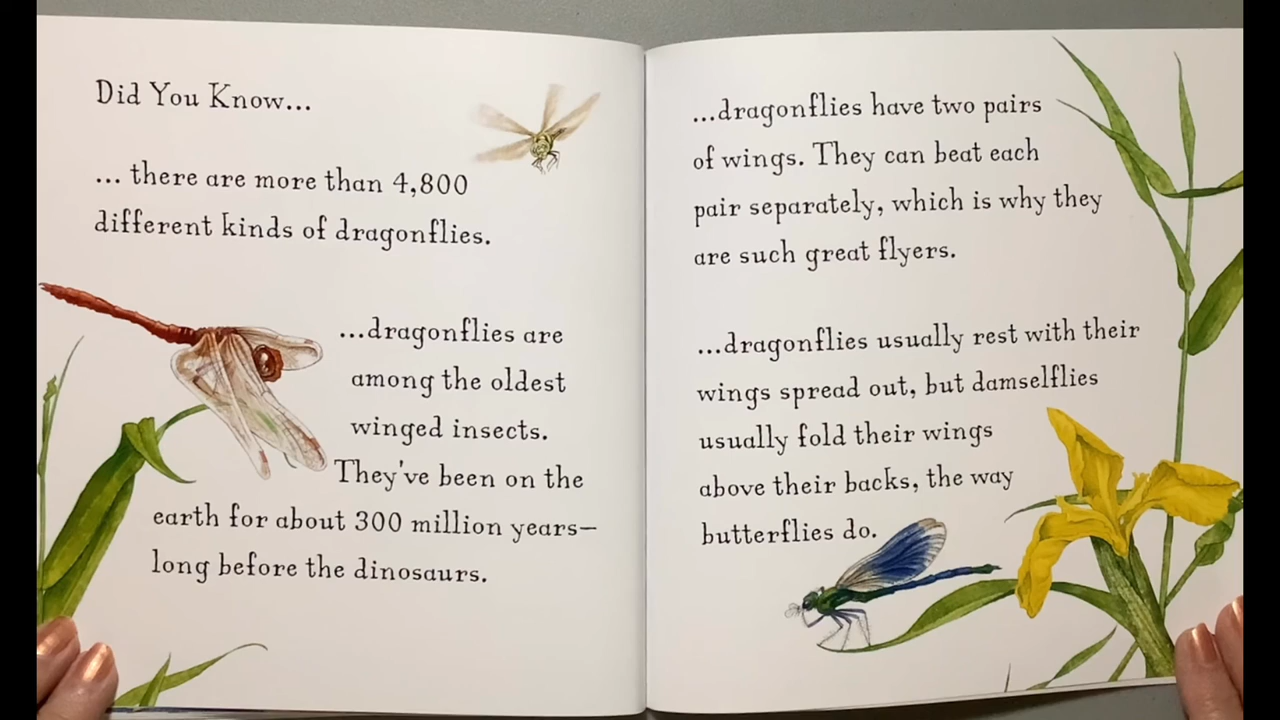 Did You Know...
... there are more than 4,800
different kinds of dragonflies.
...dragonflies are
among the oldest
winged insects.
They've been on the
earth for about 300 million years—
long before the dinosaurs.
...dragonflies have two pairs
of wings. They can beat each
pair separately, which is why they
are such great flyers.
...dragonflies usually rest with their
wings spread out, but damselflies
usually fold their wings
above their backs, the way
butterflies do.